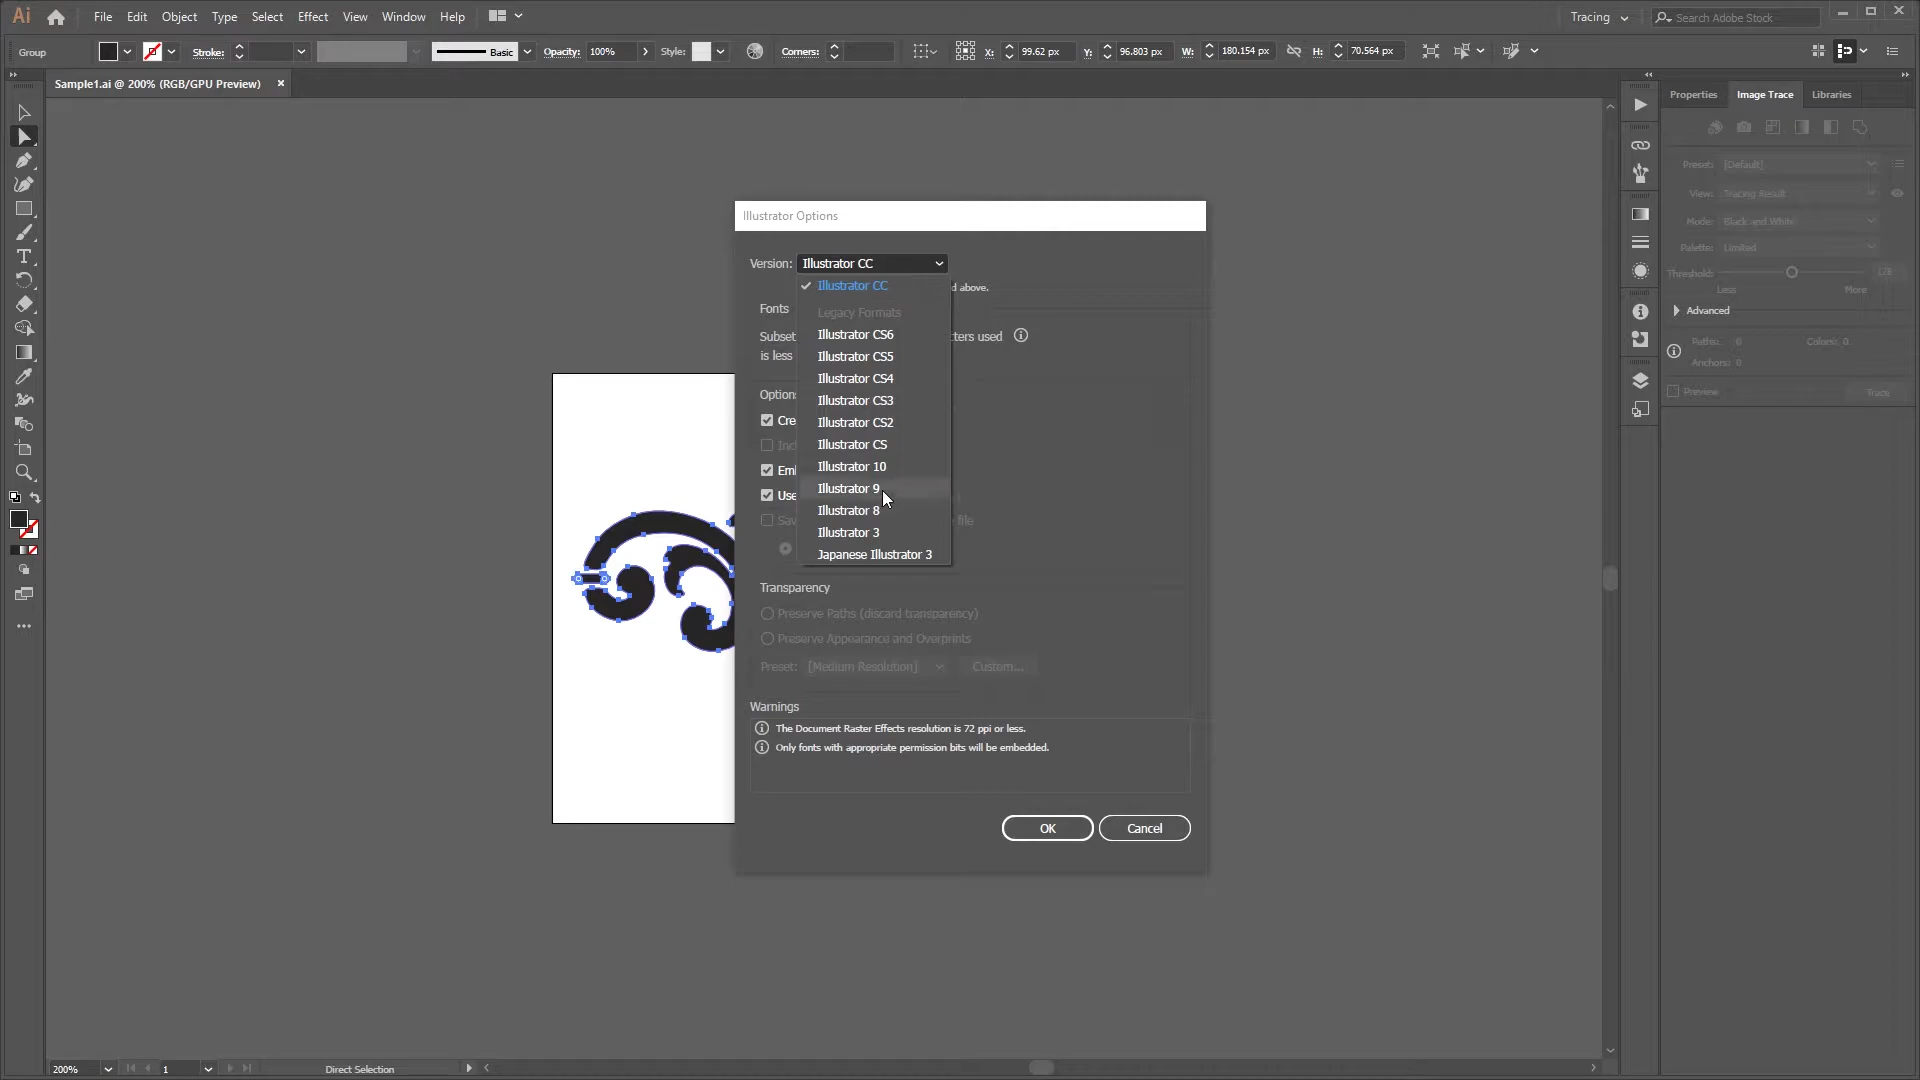 Ai File Edit Object Type Select Effect View Window Help Tracing Search Adobe Stock
Group Stroke: Basic Opacity: 100% Style: Corners: X: 99.62 px Y: 96.803 px W: 180.154 px H: 70.564 px
Sample1.ai @ 200% (RGB/GPU Preview) ×
Properties Image Trace Libraries
Preset: [Default]
View: Tracing Result
Mode: Black and White
Palette: Limited
Threshold: 128
Less More
Advanced
Paths: 0 Colors: 0
Anchors: 0
Preview Trace
Illustrator Options
Version: Illustrator CC
Illustrator CC
d above.
Legacy Formats
Fonts
Illustrator CS6
Subset
ters used
is less
Illustrator CS5
Illustrator CS4
Option
Illustrator CS3
Cre
Illustrator CS2
Inc
Illustrator CS
Em
Illustrator 10
Use
Illustrator 9
Illustrator 8
Sav
e file
Illustrator 3
Japanese Illustrator 3
Transparency
Preserve Paths (discard transparency)
Preserve Appearance and Overprints
Preset: [Medium Resolution] Custom...
Warnings
The Document Raster Effects resolution is 72 ppi or less.
Only fonts with appropriate permission bits will be embedded.
OK Cancel
200% 1 Direct Selection